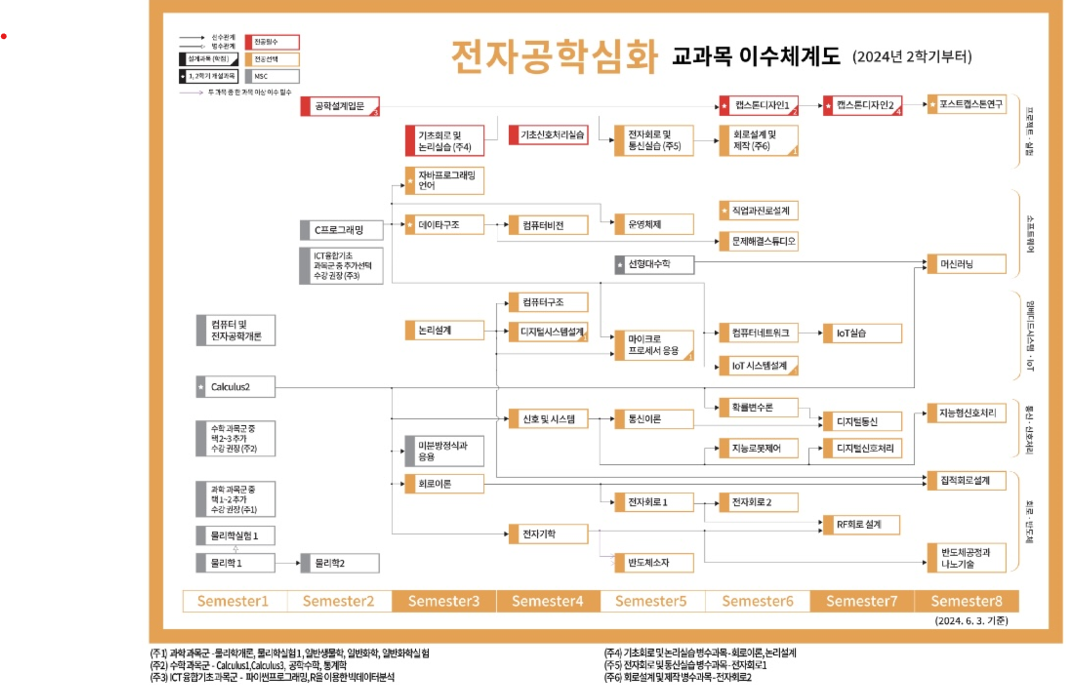 전자공학심화 교과목 이수체계도 (2024년 2학기부터)
선수관계
병수관계
설계과목 (학점)
★ 1, 2학기 개설과목
전공필수
전공선택
MSC
두 과목 중 한 과목 이상 이수 필수
공학설계입문 3
★ 캡스톤디자인1
★ 캡스톤디자인2 4
★ 포스트캡스톤연구
기초회로 및
논리실습 (주4)
기초신호처리실습
전자회로 및
통신실습 (주5)
회로설계 및
제작 (주6)
프로젝트 · 실험
★ 자바프로그래밍
언어
C프로그래밍
★ 데이타구조
컴퓨터비전
운영체제
★ 직업과진로설계
문제해결스튜디오
소프트웨어
ICT융합기초
과목군 중 추가선택
수강 권장 (주3)
★ 선형대수학
머신러닝
컴퓨터 및
전자공학개론
논리설계
컴퓨터구조
디지털시스템설계
마이크로
프로세서 응용
컴퓨터네트워크
IoT실습
IoT 시스템설계
임베디드시스템 · IoT
★ Calculus2
수학 과목군 중
택2~3 추가
수강 권장 (주2)
신호 및 시스템
통신이론
확률변수론
디지털통신
지능형신호처리
미분방정식과
응용
지능로봇제어
디지털신호처리
통신 · 신호처리
회로이론
집적회로설계
과학 과목군 중
택 1~2 추가
수강 권장 (주1)
전자회로 1
전자회로 2
RF회로 설계
물리학실험 1
전자기학
회로 · 반도체
물리학 1
물리학2
반도체소자
반도체공정과
나노기술
Semester1 Semester2 Semester3 Semester4 Semester5 Semester6 Semester7 Semester8
(2024. 6. 3. 기준)
(주1) 과학 과목군 - 물리학개론, 물리학실험 1, 일반생물학, 일반화학, 일반화학실험
(주2) 수학 과목군 - Calculus1,Calculus3, 공학수학, 통계학
(주3) ICT 융합기초 과목군 - 파이썬프로그래밍, R을 이용한 빅데이터분석
(주4) 기초회로 및 논리실습 병수과목 - 회로이론, 논리설계
(주5) 전자회로 및 통신실습 병수과목 - 전자회로1
(주6) 회로설계 및 제작 병수과목 - 전자회로2